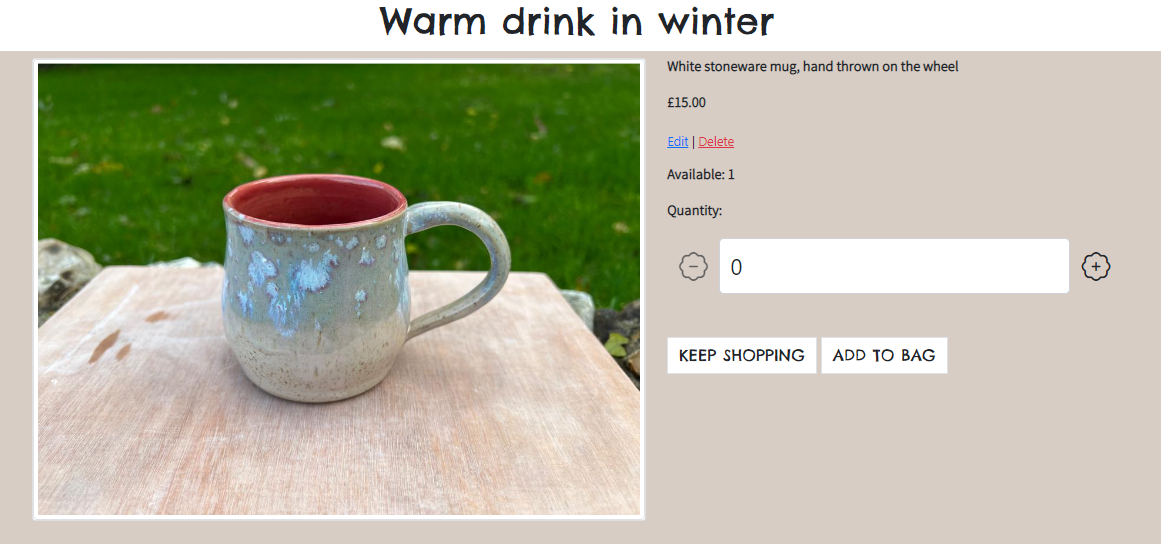 Warm drink in winter
White stoneware mug, hand thrown on the wheel
£15.00
Edit | Delete
Available: 1
Quantity:
− 0 +
KEEP SHOPPING ADD TO BAG